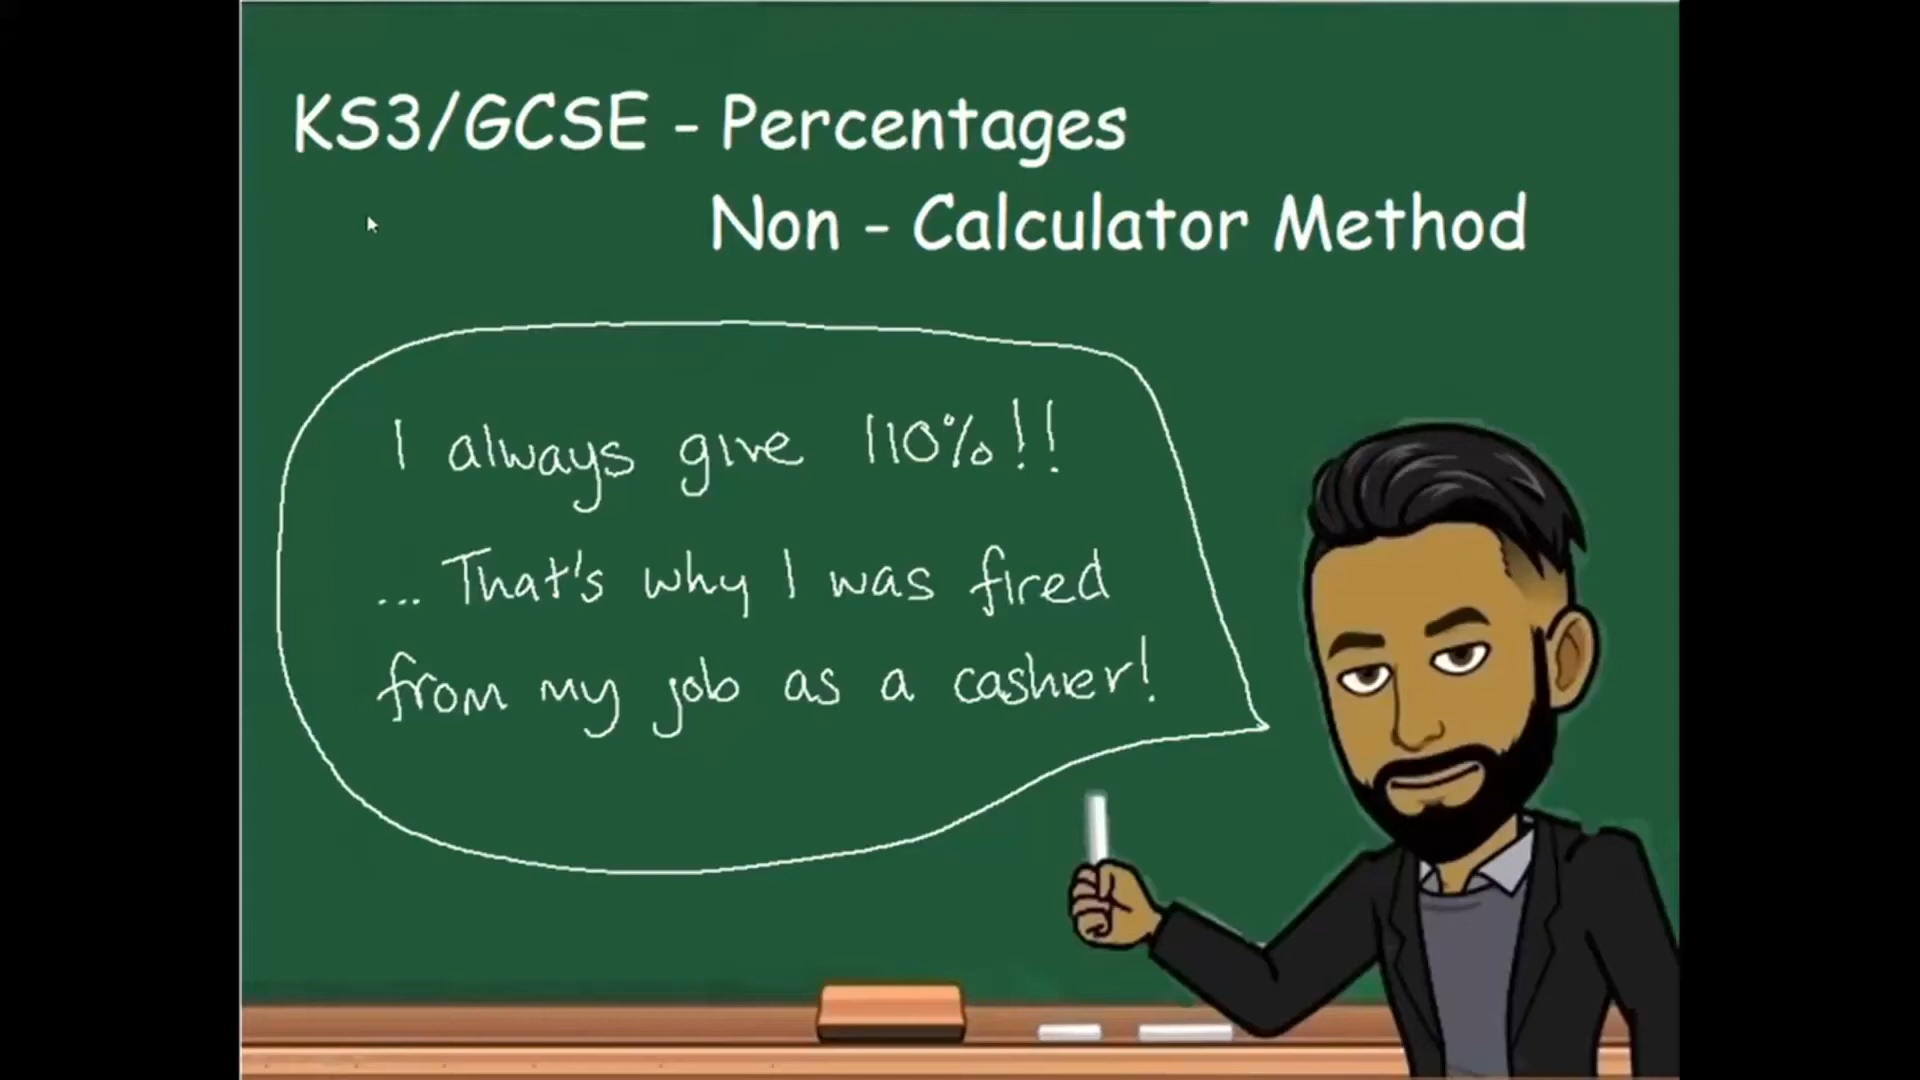 KS3/GCSE - Percentages
Non - Calculator Method
I always give 110%!!
... That's why I was fired
from my job as a cashier!